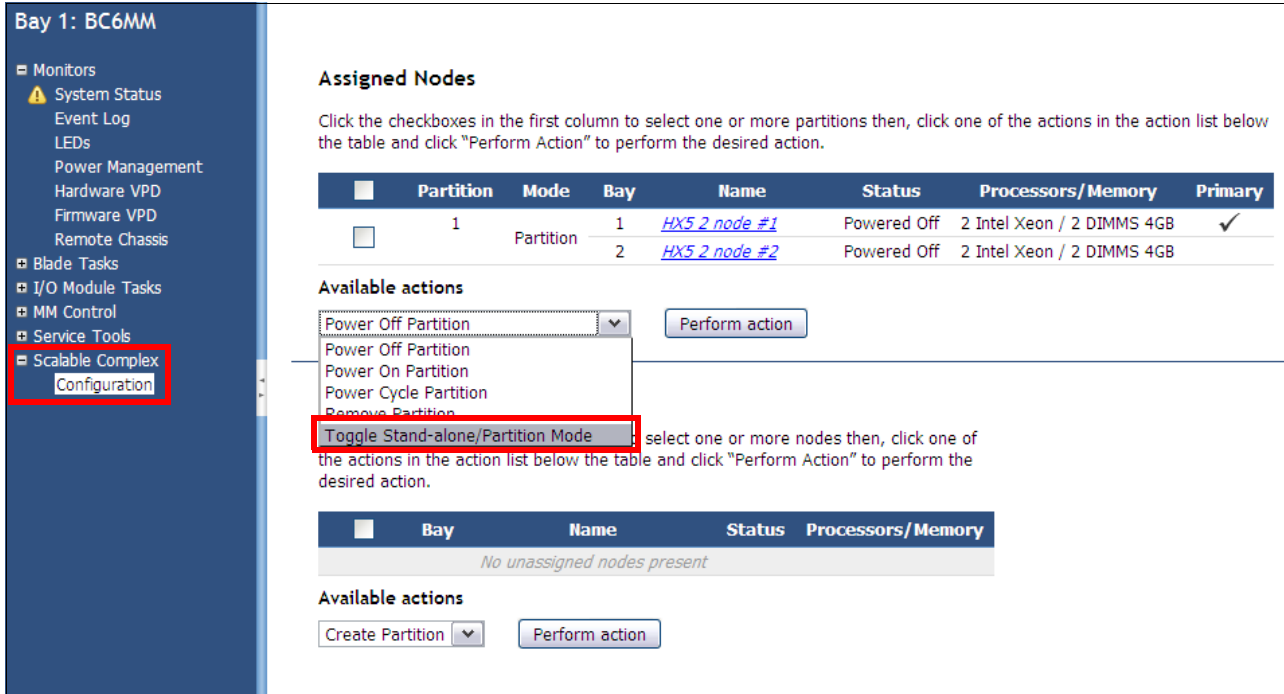 Bay 1: BC6MM
Monitors
System Status
Event Log
LEDs
Power Management
Hardware VPD
Firmware VPD
Remote Chassis
Blade Tasks
I/O Module Tasks
MM Control
Service Tools
Scalable Complex
Configuration
Assigned Nodes
Click the checkboxes in the first column to select one or more partitions then, click one of the actions in the action list below
the table and click “Perform Action” to perform the desired action.
Partition Mode Bay Name Status Processors/Memory Primary
1 Partition 1 HX5 2 node #1 Powered Off 2 Intel Xeon / 2 DIMMS 4GB ✓
2 HX5 2 node #2 Powered Off 2 Intel Xeon / 2 DIMMS 4GB
Available actions
Power Off Partition Perform action
Power Off Partition
Power On Partition
Power Cycle Partition
Remove Partition
Toggle Stand-alone/Partition Mode select one or more nodes then, click one of
the actions in the action list below the table and click “Perform Action” to perform the
desired action.
Bay Name Status Processors/Memory
No unassigned nodes present
Available actions
Create Partition Perform action